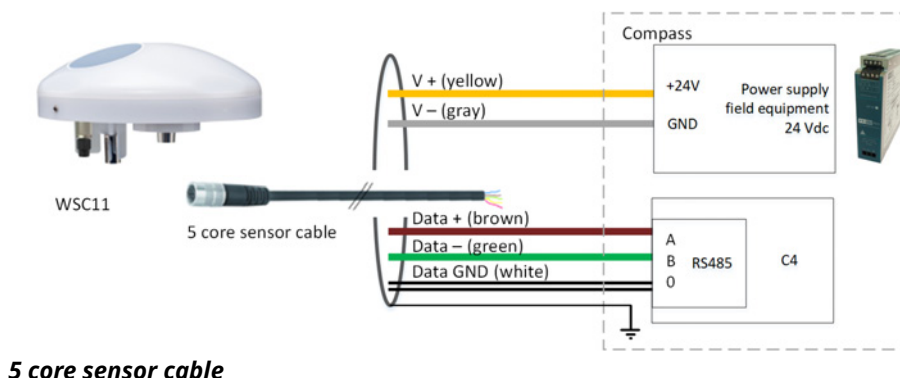 Compass
V + (yellow)
+24V
Power supply
field equipment
24 Vdc
V – (gray)
GND
WSC11
5 core sensor cable
Data + (brown)
A
Data – (green)
B
RS485
C4
Data GND (white)
0
5 core sensor cable